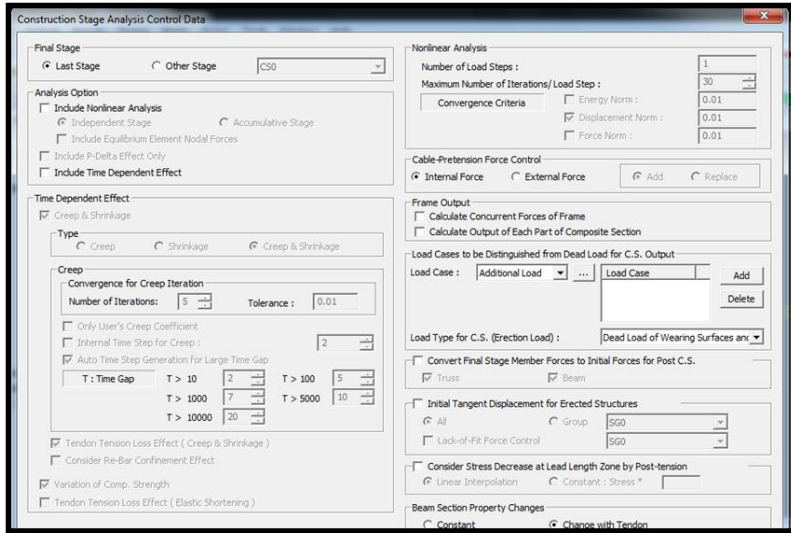 Construction Stage Analysis Control Data
Final Stage
Last Stage
Other Stage
CS0
Analysis Option
Include Nonlinear Analysis
Independent Stage
Accumulative Stage
Include Equilibrium Element Nodal Forces
Include P-Delta Effect Only
Include Time Dependent Effect
Time Dependent Effect
Creep & Shrinkage
Type
Creep
Shrinkage
Creep & Shrinkage
Creep
Convergence for Creep Iteration
Number of Iterations: 5
Tolerance : 0.01
Only User's Creep Coefficient
Internal Time Step for Creep : 2
Auto Time Step Generation for Large Time Gap
T : Time Gap
T > 10 2
T > 100 5
T > 1000 7
T > 5000 10
T > 10000 20
Tendon Tension Loss Effect ( Creep & Shrinkage )
Consider Re-Bar Confinement Effect
Variation of Comp. Strength
Tendon Tension Loss Effect ( Elastic Shortening )
Nonlinear Analysis
Number of Load Steps : 1
Maximum Number of Iterations/Load Step : 30
Convergence Criteria
Energy Norm : 0.01
Displacement Norm : 0.01
Force Norm : 0.01
Cable-Pretension Force Control
Internal Force
External Force
Add
Replace
Frame Output
Calculate Concurrent Forces of Frame
Calculate Output of Each Part of Composite Section
Load Cases to be Distinguished from Dead Load for C.S. Output
Load Case : Additional Load
...
Load Case
Add
Delete
Load Type for C.S. (Erection Load) : Dead Load of Wearing Surfaces and
Convert Final Stage Member Forces to Initial Forces for Post C.S.
Truss
Beam
Initial Tangent Displacement for Erected Structures
All
Group
SG0
Lack-of-Fit Force Control
SG0
Consider Stress Decrease at Lead Length Zone by Post-tension
Linear Interpolation
Constant : Stress *
Beam Section Property Changes
Constant
Change with Tendon